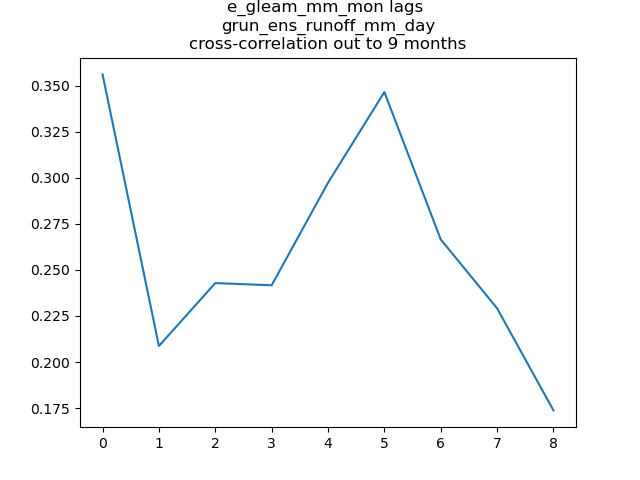 e_gleam_mm_mon lags
grun_ens_runoff_mm_day
cross-correlation out to 9 months
0.350
0.325
0.300
0.275
0.250
0.225
0.200
0.175
0 1 2 3 4 5 6 7 8